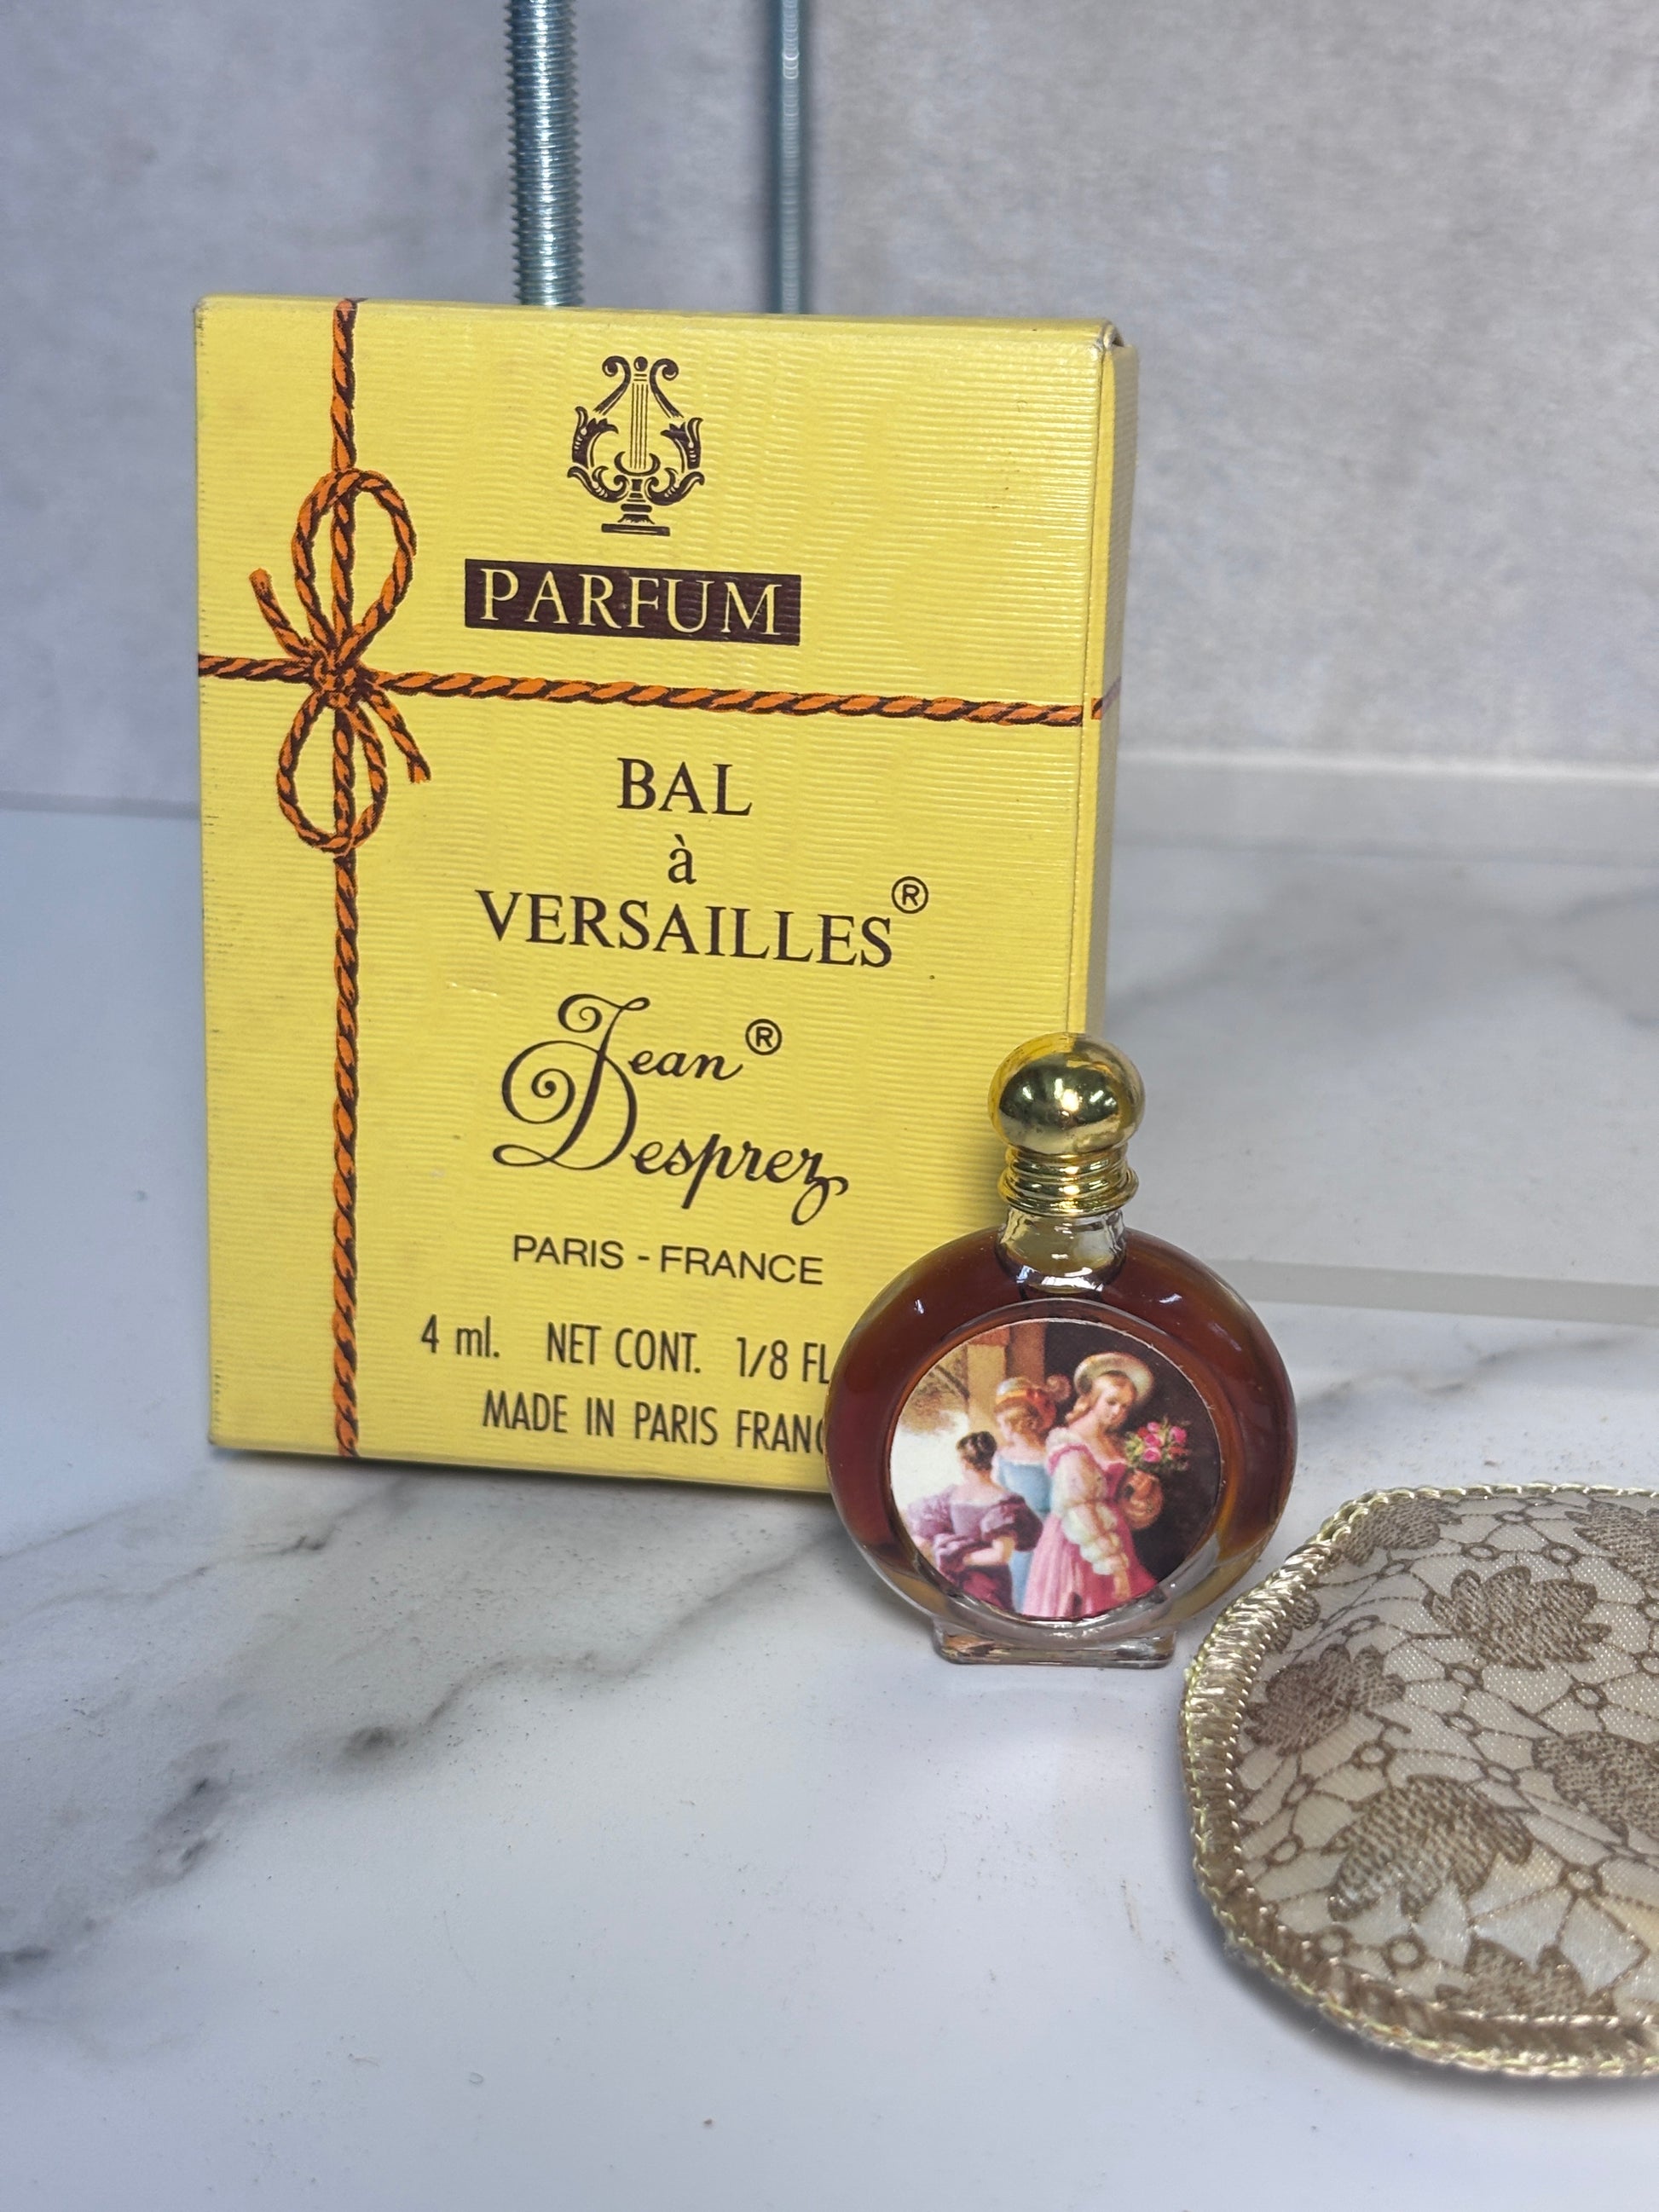 PARFUM
BAL
à
VERSAILLES®
Jean®
Desprez
PARIS - FRANCE
4 ml. NET CONT. 1/8 FL
MADE IN PARIS FRANC